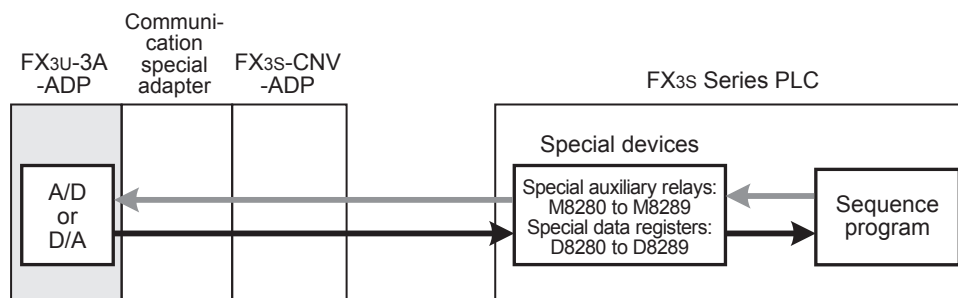 FX3U-3A
-ADP
Communi-
cation
special
adapter
FX3S-CNV
-ADP
FX3S Series PLC
A/D
or
D/A
Special devices
Special auxiliary relays:
M8280 to M8289
Special data registers:
D8280 to D8289
Sequence
program